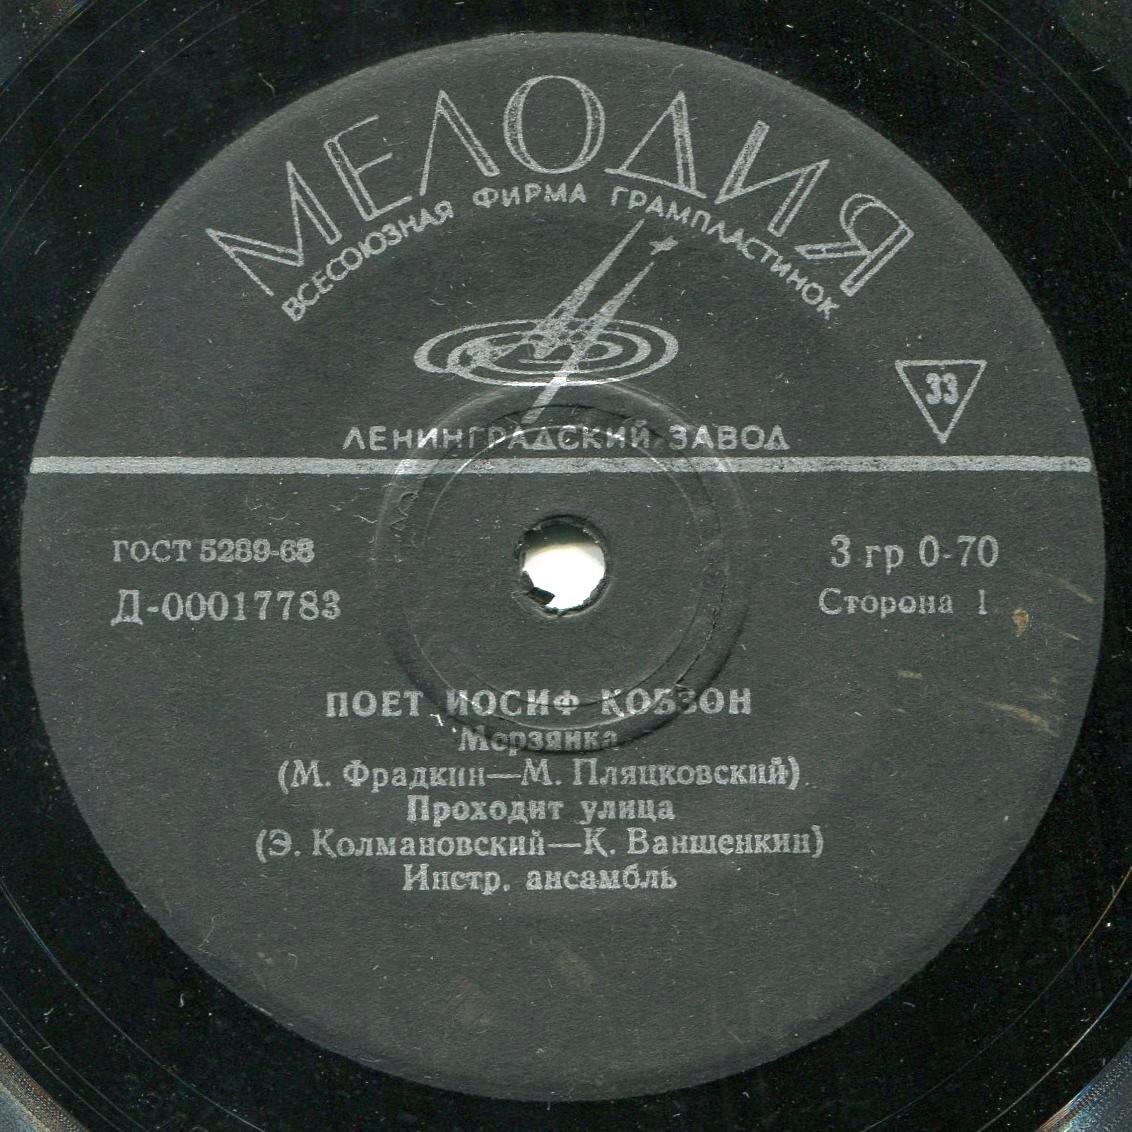 МЕЛОДИЯ
ВСЕСОЮЗНАЯ ФИРМА ГРАМПЛАСТИНОК
33
ЛЕНИНГРАДСКИЙ ЗАВОД
ГОСТ 5289-68
3 гр 0-70
Д-00017783
Сторона 1
ПОЕТ ИОСИФ КОБЗОН
Морзянка
(М. Фрадкин—М. Пляцковский)
Проходит улица
(Э. Колмановский—К. Ваншенкин)
Инстр. ансамбль